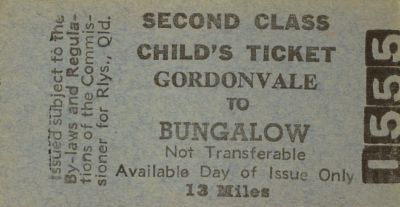 Issued subject to the
By-laws and Regula-
tions of the Commis-
sioner for Rlys., Qld.
SECOND CLASS
CHILD'S TICKET
GORDONVALE
TO
BUNGALOW
Not Transferable
Available Day of Issue Only
13 Miles
1555